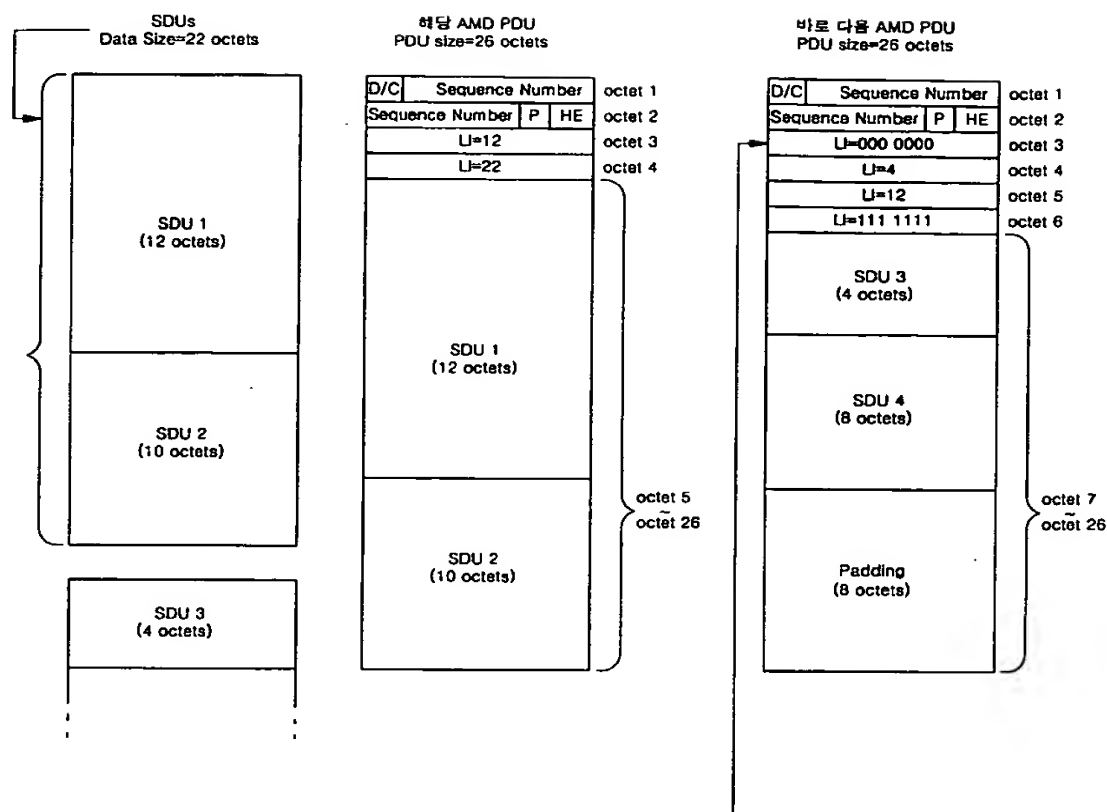 SDUs
Data Size=22 octets
SDU 1
(12 octets)
SDU 2
(10 octets)
SDU 3
(4 octets)
해당 AMD PDU
PDU size=26 octets
D/C Sequence Number octet 1
Sequence Number P HE octet 2
LI=12 octet 3
LI=22 octet 4
SDU 1
(12 octets)
SDU 2
(10 octets)
octet 5
~
octet 26
바로 다음 AMD PDU
PDU size=26 octets
D/C Sequence Number octet 1
Sequence Number P HE octet 2
LI=000 0000 octet 3
LI=4 octet 4
LI=12 octet 5
LI=111 1111 octet 6
SDU 3
(4 octets)
SDU 4
(8 octets)
Padding
(8 octets)
octet 7
~
octet 26